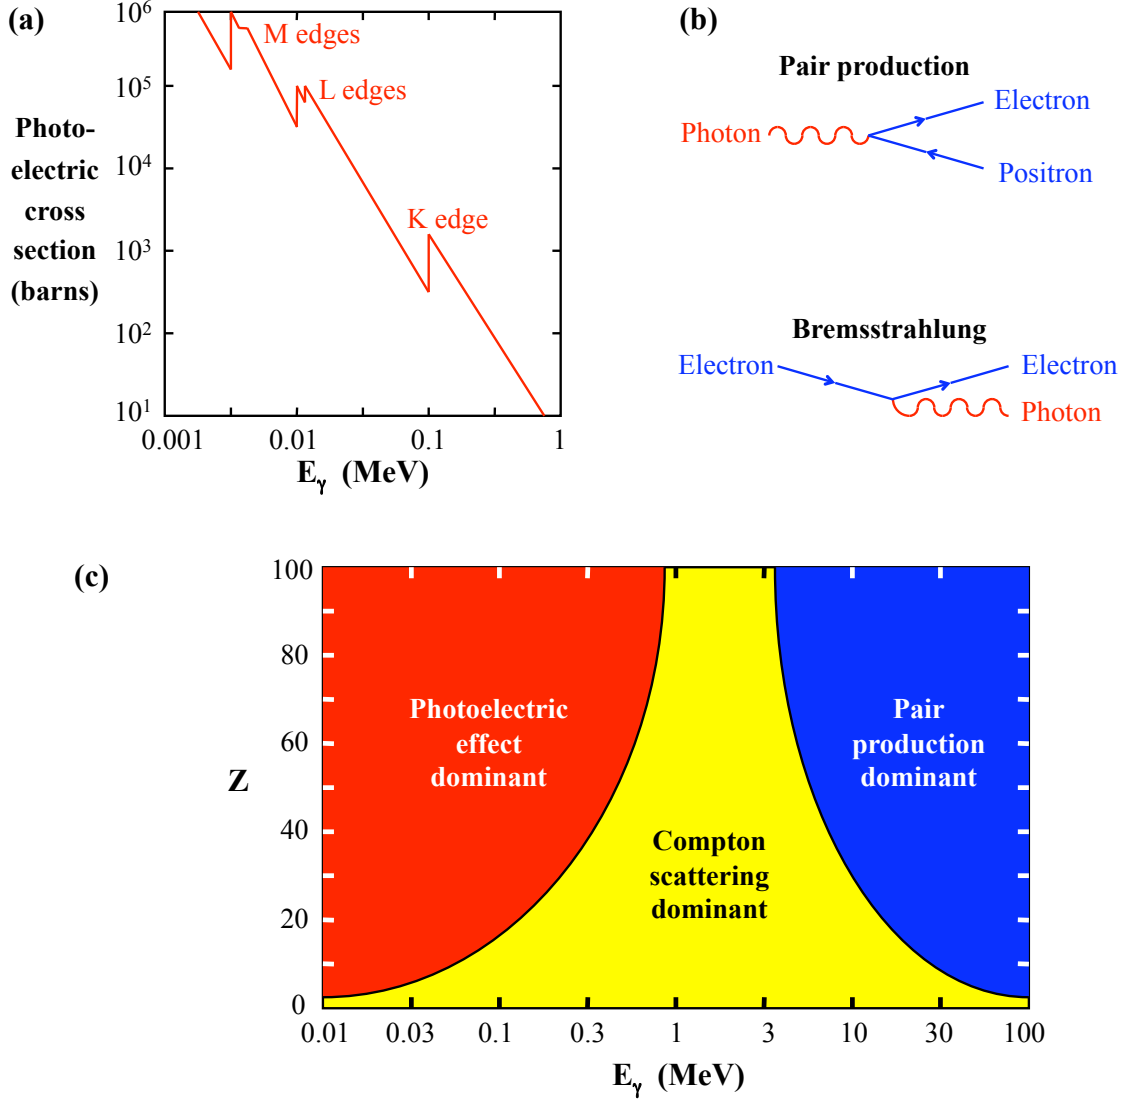 (a)
10⁶
10⁵
10⁴
10³
10²
10¹
Photo-
electric
cross
section
(barns)
M edges
L edges
K edge
0.001
0.01
0.1
1
Eγ (MeV)
(b)
Pair production
Photon
Electron
Positron
Bremsstrahlung
Electron
Electron
Photon
(c)
100
80
60
40
20
0
Z
Photoelectric
effect
dominant
Compton
scattering
dominant
Pair
production
dominant
0.01
0.03
0.1
0.3
1
3
10
30
100
Eγ (MeV)